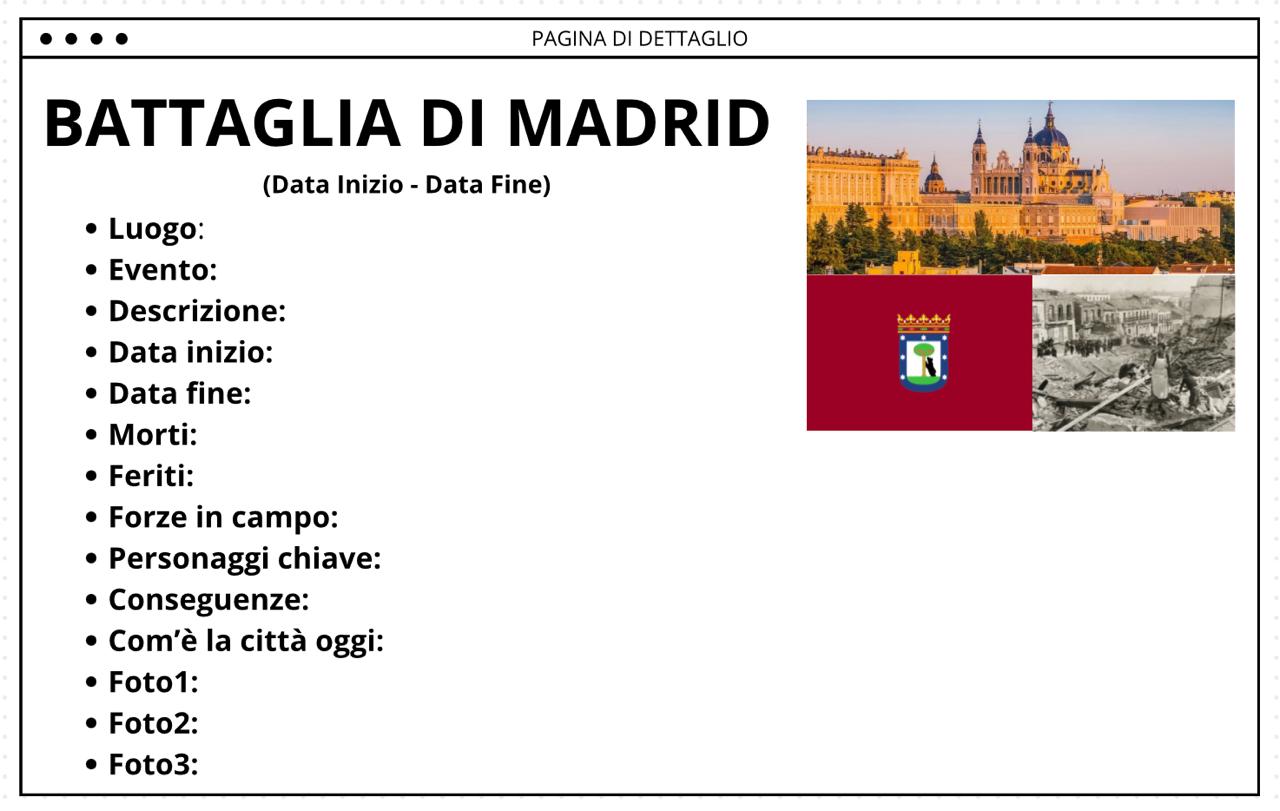 PAGINA DI DETTAGLIO
BATTAGLIA DI MADRID
(Data Inizio - Data Fine)
• Luogo:
• Evento:
• Descrizione:
• Data inizio:
• Data fine:
• Morti:
• Feriti:
• Forze in campo:
• Personaggi chiave:
• Conseguenze:
• Com’è la città oggi:
• Foto1:
• Foto2:
• Foto3: